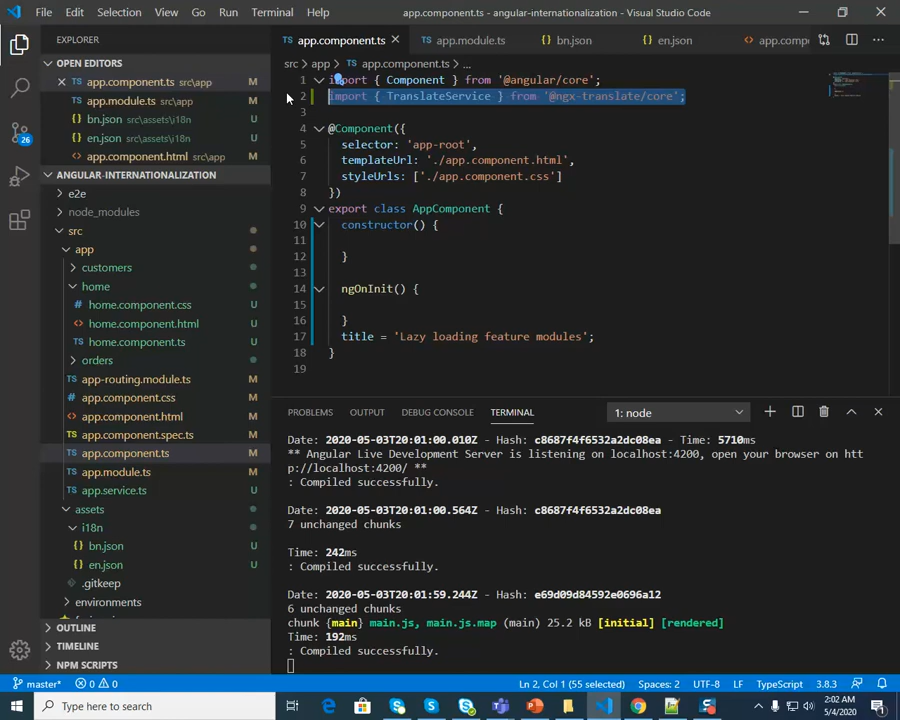 File Edit Selection View Go Run Terminal Help app.component.ts - angular-internationalization - Visual Studio Code
EXPLORER
OPEN EDITORS
app.component.ts src\app M
app.module.ts src\app M
bn.json src\assets\i18n U
en.json src\assets\i18n U
app.component.html src\app M
ANGULAR-INTERNATIONALIZATION
e2e
node_modules
src
app
customers
home
home.component.css U
home.component.html U
home.component.ts U
orders
app-routing.module.ts M
app.component.css M
app.component.html M
app.component.spec.ts M
app.component.ts M
app.module.ts M
app.service.ts U
assets
i18n
bn.json U
en.json U
.gitkeep
environments
OUTLINE
TIMELINE
NPM SCRIPTS
26
app.component.ts app.module.ts bn.json en.json app.compo
src > app > app.component.ts > ...
1 import { Component } from '@angular/core';
2 import { TranslateService } from '@ngx-translate/core';
3
4 @Component({
5 selector: 'app-root',
6 templateUrl: './app.component.html',
7 styleUrls: ['./app.component.css']
8 })
9 export class AppComponent {
10 constructor() {
11
12 }
13
14 ngOnInit() {
15
16 }
17 title = 'Lazy loading feature modules';
18 }
19
PROBLEMS OUTPUT DEBUG CONSOLE TERMINAL 1: node
Date: 2020-05-03T20:01:00.010Z - Hash: c8687f4f6532a2dc08ea - Time: 5710ms
** Angular Live Development Server is listening on localhost:4200, open your browser on htt
p://localhost:4200/ **
: Compiled successfully.
Date: 2020-05-03T20:01:00.564Z - Hash: c8687f4f6532a2dc08ea
7 unchanged chunks
Time: 242ms
: Compiled successfully.
Date: 2020-05-03T20:01:59.244Z - Hash: e69d09d84592e0696a12
6 unchanged chunks
chunk {main} main.js, main.js.map (main) 25.2 kB [initial] [rendered]
Time: 192ms
: Compiled successfully.
master* 0 0 Ln 2, Col 1 (55 selected) Spaces: 2 UTF-8 LF TypeScript 3.8.3
Type here to search
2:02 AM
5/4/2020